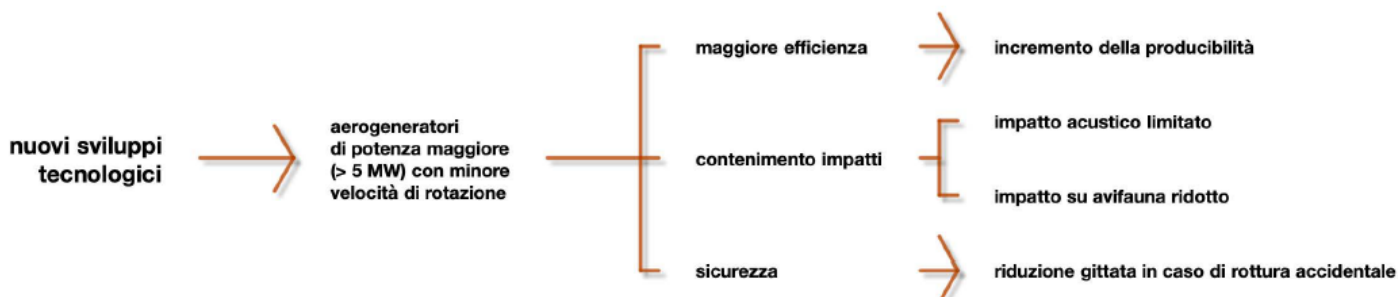 nuovi sviluppi
tecnologici
aerogeneratori
di potenza maggiore
(> 5 MW) con minore
velocità di rotazione
maggiore efficienza
incremento della producibilità
contenimento impatti
impatto acustico limitato
impatto su avifauna ridotto
sicurezza
riduzione gittata in caso di rottura accidentale